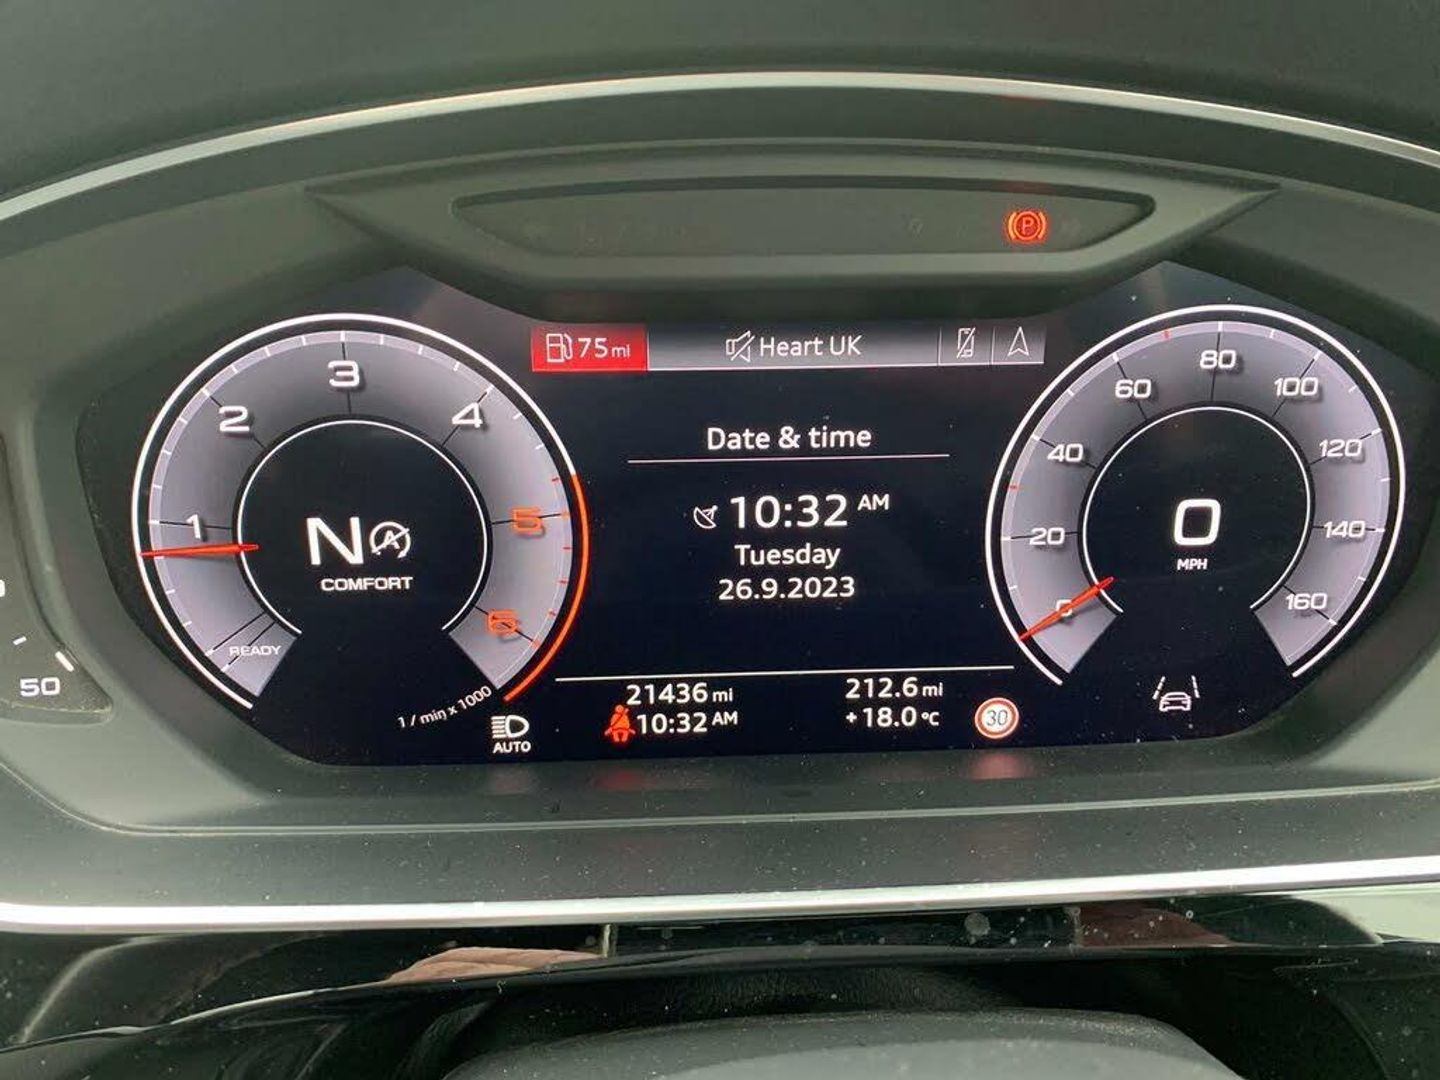 P
75 mi
Heart UK
Date & time
10:32 AM
Tuesday
26.9.2023
21436 mi
212.6 mi
10:32 AM
+18.0 °C
30
1
2
3
4
5
6
READY
1 / min x 1000
N A
COMFORT
AUTO
0
20
40
60
80
100
120
140
160
0
MPH
50